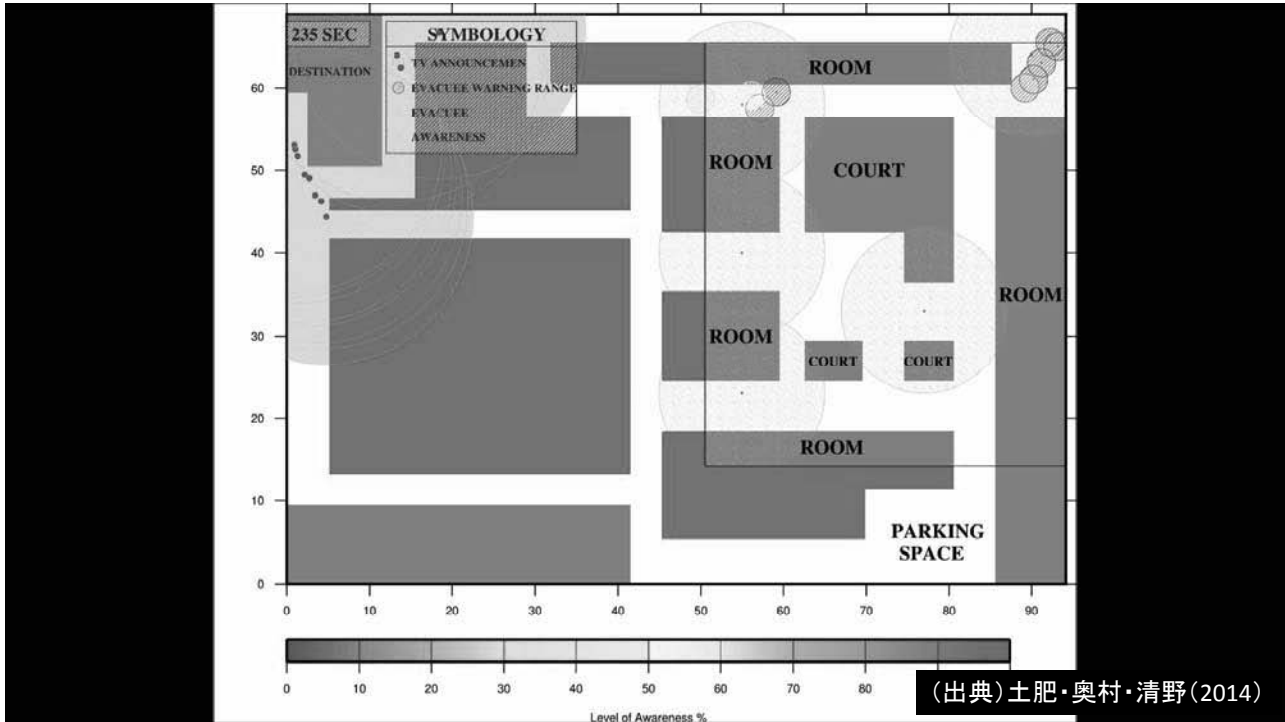 235 SEC
DESTINATION
SYMBOLOGY
TV ANNOUNCEMEN
EVACUEE WARNING RANGE
EVACUEE
AWARENESS
ROOM
ROOM
COURT
ROOM
ROOM
COURT
COURT
ROOM
PARKING
SPACE
60
50
40
30
20
10
0
0 10 20 30 40 50 60 70 80 90
0 10 20 30 40 50 60 70 80
Level of Awareness %
(出典)土肥・奥村・清野(2014)